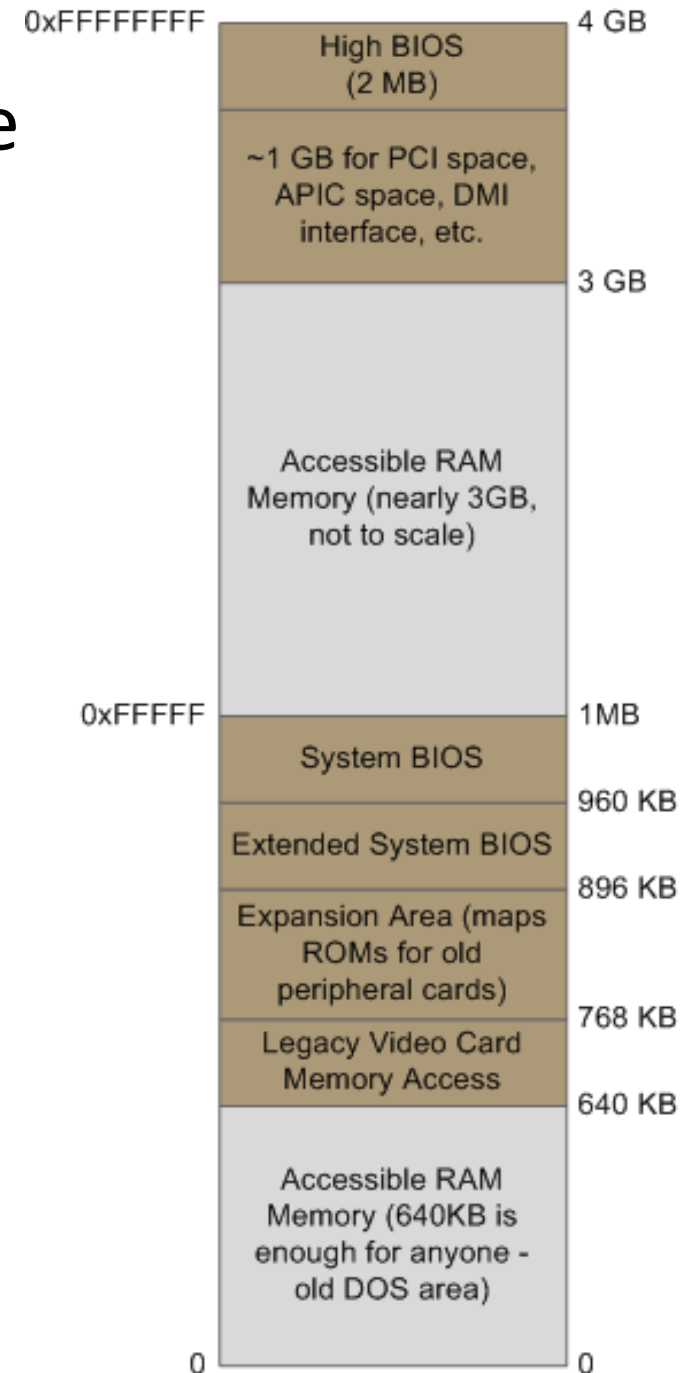 0xFFFFFFFF
4 GB
High BIOS
(2 MB)
e
~1 GB for PCI space,
APIC space, DMI
interface, etc.
3 GB
Accessible RAM
Memory (nearly 3GB,
not to scale)
0xFFFFF
1MB
System BIOS
960 KB
Extended System BIOS
896 KB
Expansion Area (maps
ROMs for old
peripheral cards)
768 KB
Legacy Video Card
Memory Access
640 KB
Accessible RAM
Memory (640KB is
enough for anyone -
old DOS area)
0
0